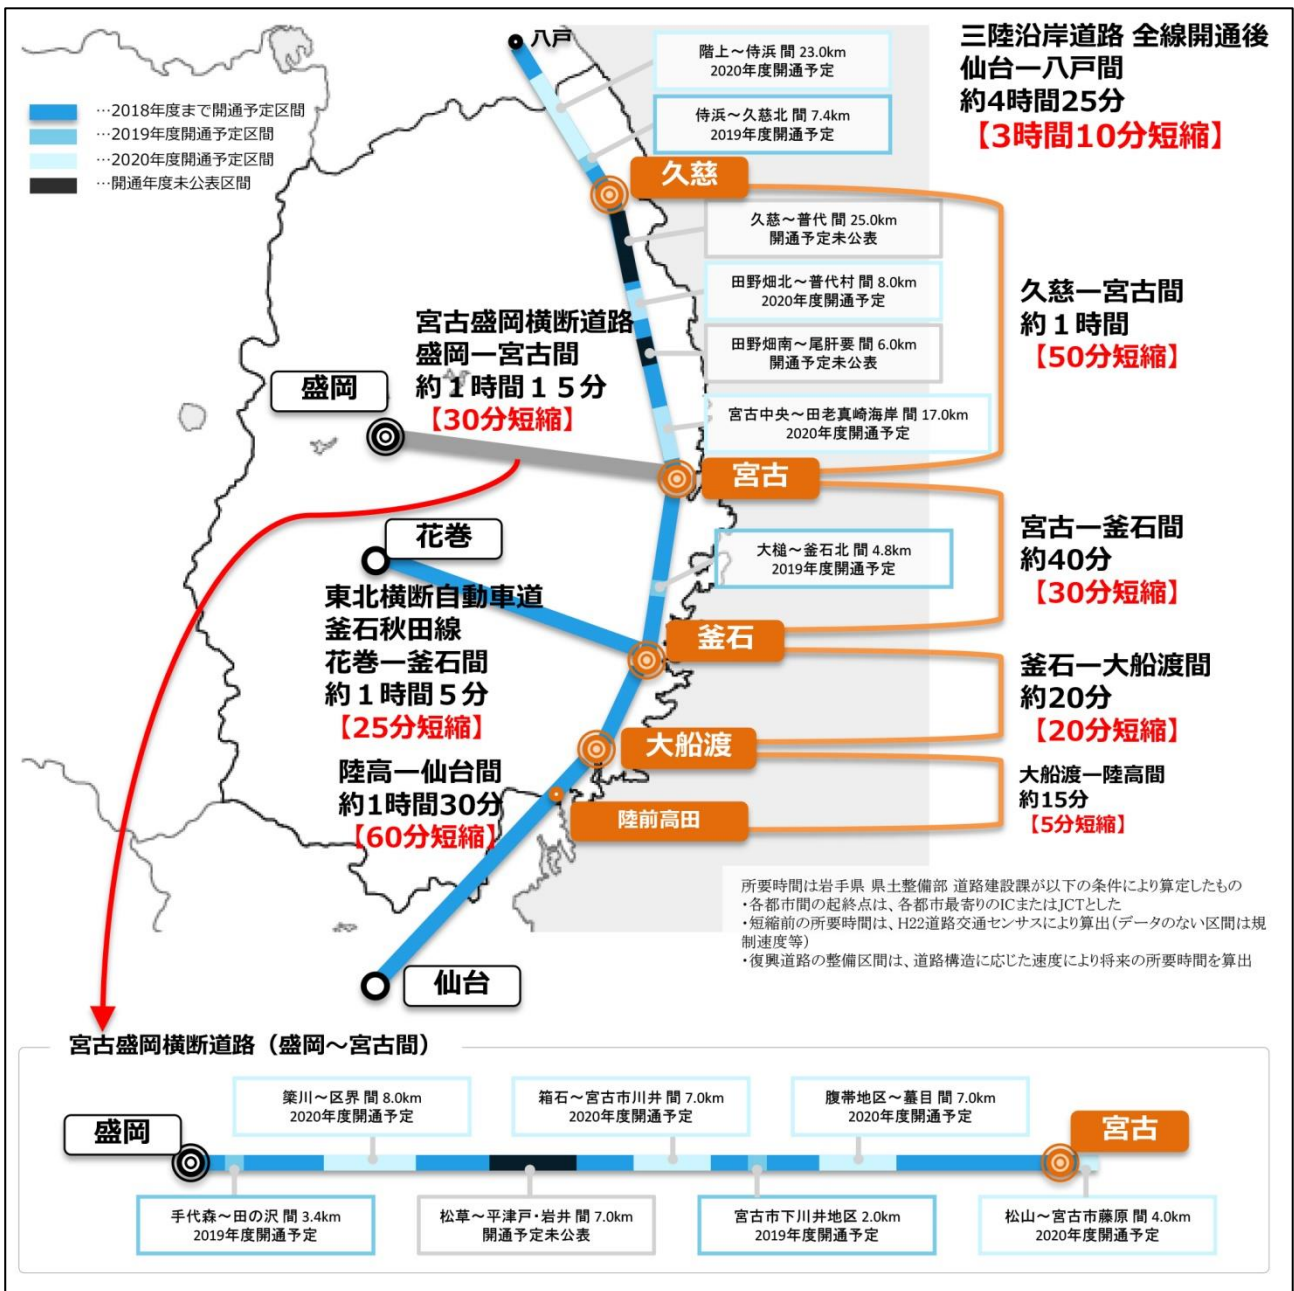 三陸沿岸道路 全線開通後
仙台ー八戸間
約4時間25分
【3時間10分短縮】
八戸
階上～侍浜 間 23.0km
2020年度開通予定
侍浜～久慈北 間 7.4km
2019年度開通予定
…2018年度まで開通予定区間
…2019年度開通予定区間
…2020年度開通予定区間
…開通年度未公表区間
久慈
久慈～普代 間 25.0km
開通予定未公表
田野畑北～普代村 間 8.0km
2020年度開通予定
田野畑南～尾肝要 間 6.0km
開通予定未公表
宮古中央～田老真崎海岸 間 17.0km
2020年度開通予定
久慈ー宮古間
約１時間
【50分短縮】
宮古盛岡横断道路
盛岡ー宮古間
約１時間１５分
【30分短縮】
盛岡
宮古
花巻
大槌～釜石北 間 4.8km
2019年度開通予定
宮古ー釜石間
約40分
【30分短縮】
東北横断自動車道
釜石秋田線
花巻ー釜石間
約１時間５分
【25分短縮】
釜石
釜石ー大船渡間
約20分
【20分短縮】
大船渡
陸高ー仙台間
約1時間30分
【60分短縮】
大船渡ー陸高間
約15分
【5分短縮】
陸前高田
所要時間は岩手県 県土整備部 道路建設課が以下の条件により算定したもの
・各都市間の起終点は、各都市最寄りのICまたはJCTとした
・短縮前の所要時間は、H22道路交通センサスにより算出（データのない区間は規
制速度等）
・復興道路の整備区間は、道路構造に応じた速度により将来の所要時間を算出
仙台
宮古盛岡横断道路（盛岡～宮古間）
簗川～区界 間 8.0km
2020年度開通予定
箱石～宮古市川井 間 7.0km
2020年度開通予定
腹帯地区～蟇目 間 7.0km
2020年度開通予定
盛岡
宮古
手代森～田の沢 間 3.4km
2019年度開通予定
松草～平津戸・岩井 間 7.0km
開通予定未公表
宮古市下川井地区 2.0km
2019年度開通予定
松山～宮古市藤原 間 4.0km
2020年度開通予定